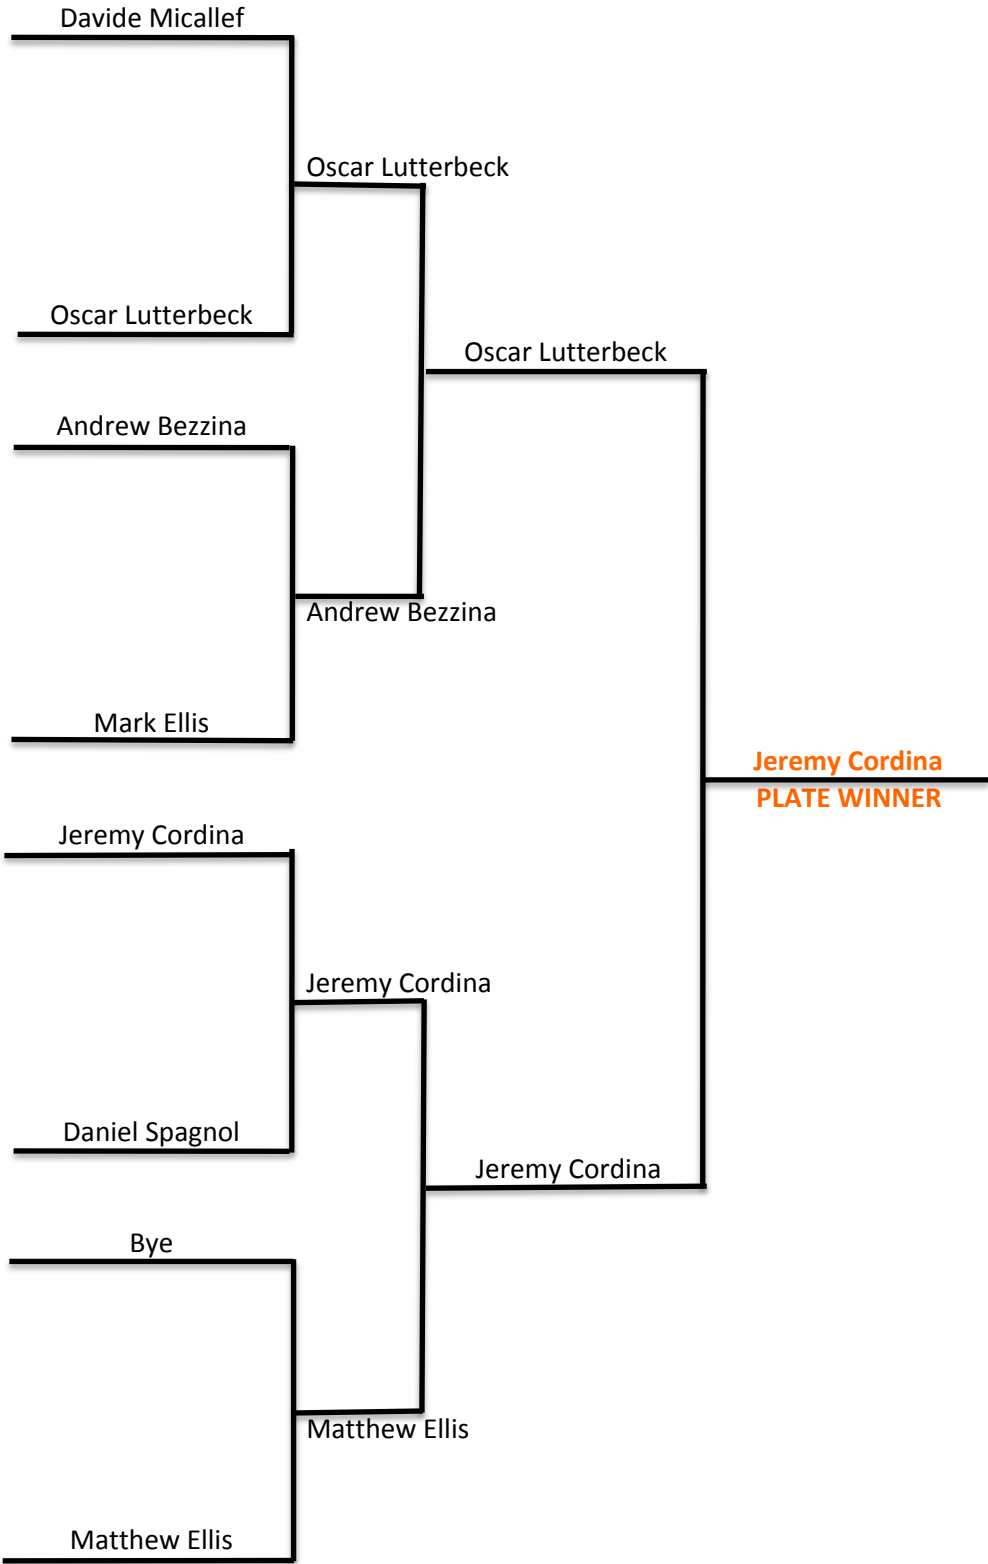 Davide Micallef
Oscar Lutterbeck
Oscar Lutterbeck
Oscar Lutterbeck
Andrew Bezzina
Andrew Bezzina
Mark Ellis
Jeremy Cordina
PLATE WINNER
Jeremy Cordina
Jeremy Cordina
Daniel Spagnol
Jeremy Cordina
Bye
Matthew Ellis
Matthew Ellis